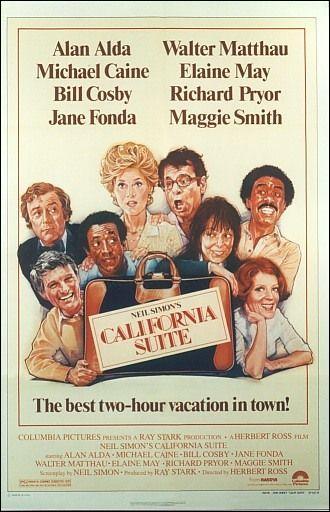 Alan Alda Walter Matthau
Michael Caine Elaine May
Bill Cosby Richard Pryor
Jane Fonda Maggie Smith
NEIL SIMON'S
CALIFORNIA
SUITE
The best two-hour vacation in town!
COLUMBIA PICTURES PRESENTS A RAY STARK PRODUCTION · A HERBERT ROSS FILM
NEIL SIMON'S CALIFORNIA SUITE
starring ALAN ALDA · MICHAEL CAINE · BILL COSBY · JANE FONDA
WALTER MATTHAU · ELAINE MAY · RICHARD PRYOR · MAGGIE SMITH
Screenplay by NEIL SIMON · Produced by RAY STARK · Directed by HERBERT ROSS
PG